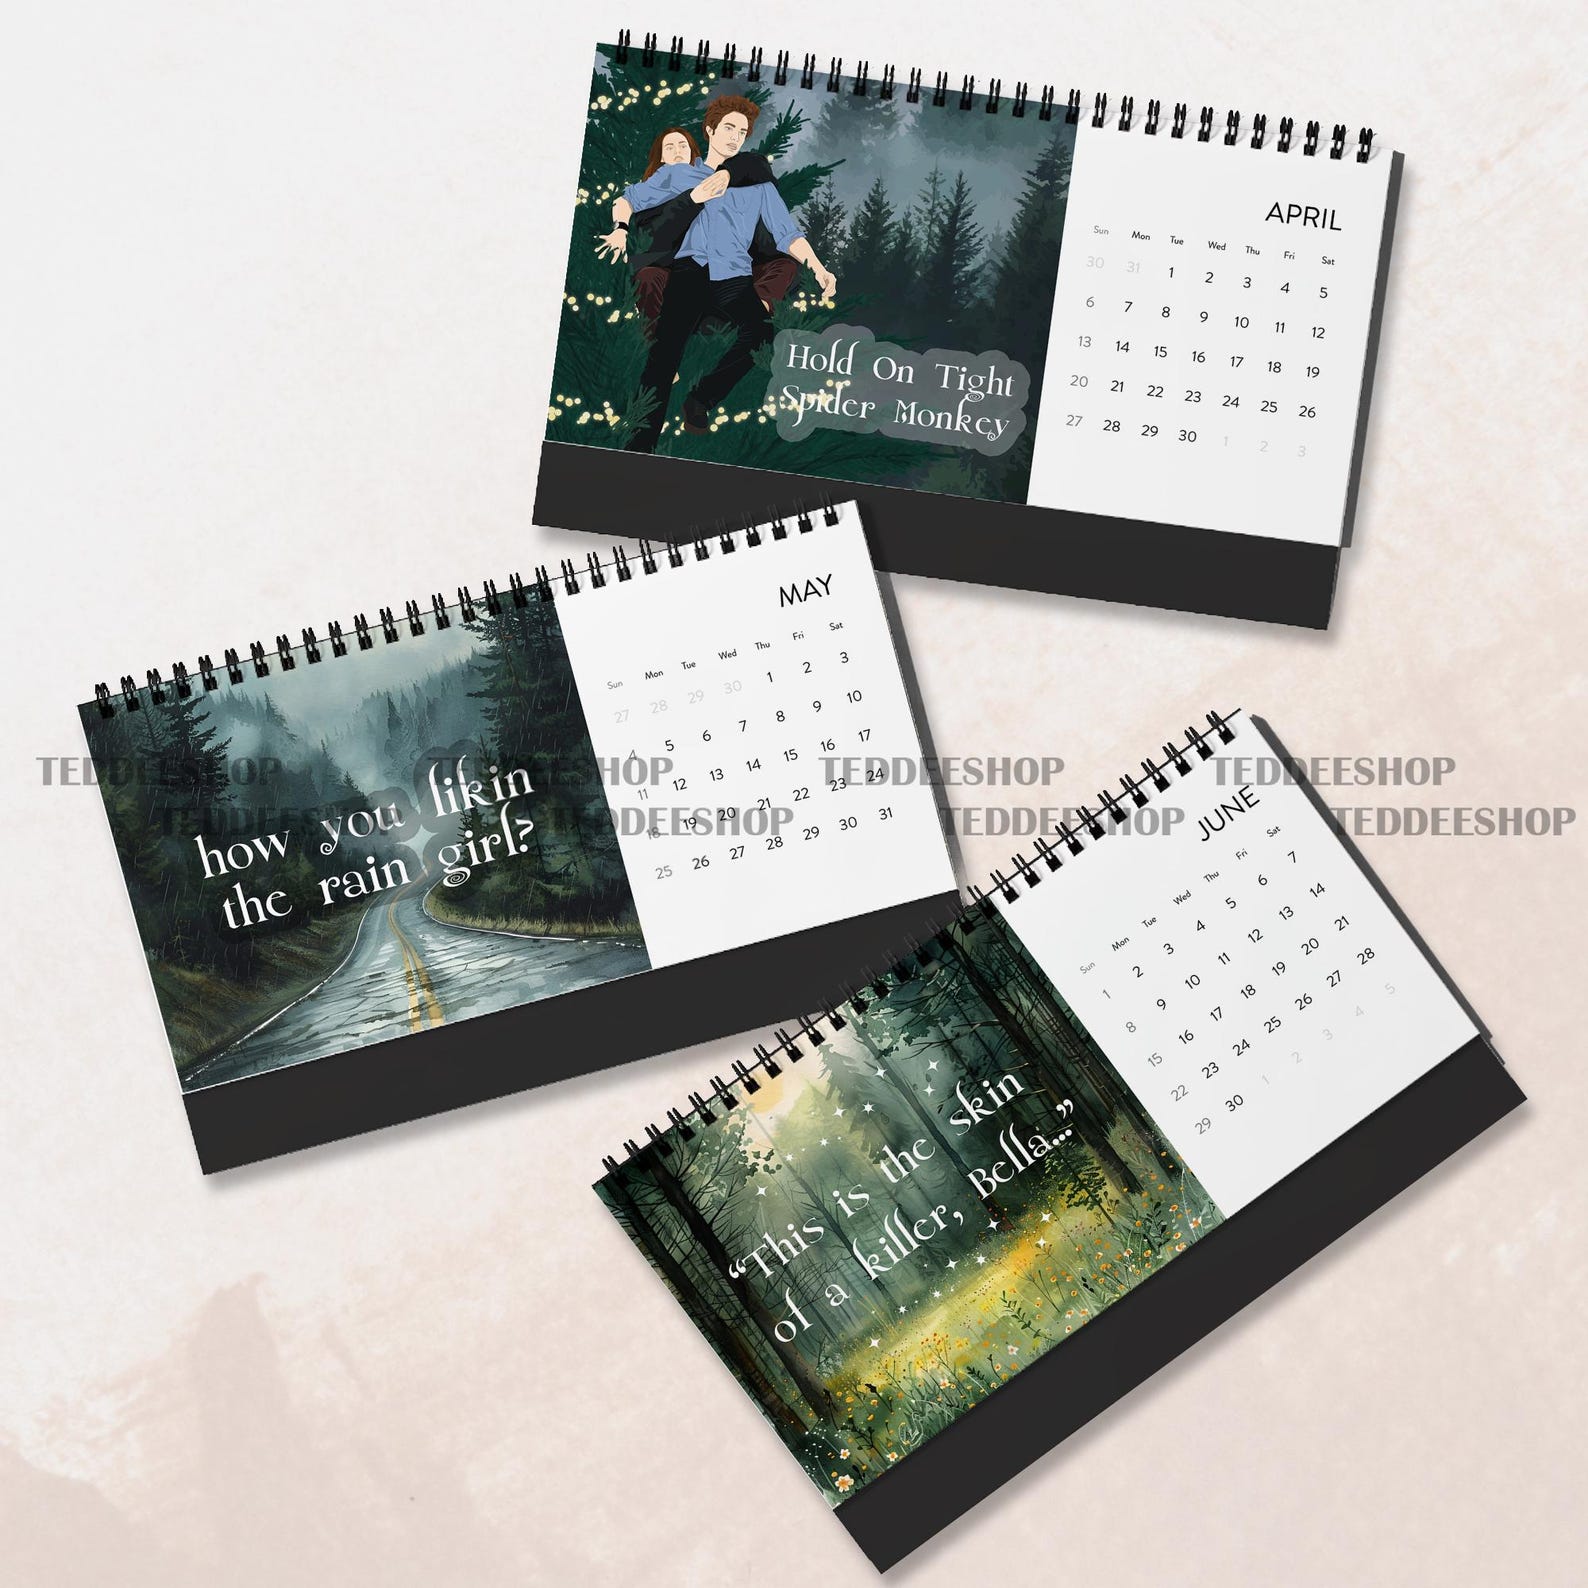 APRIL
Sun Mon Tue Wed Thu Fri Sat
30 31 1 2 3 4 5
6 7 8 9 10 11 12
13 14 15 16 17 18 19
20 21 22 23 24 25 26
27 28 29 30 1 2 3
Hold On Tight
Spider Monkey
MAY
Sun Mon Tue Wed Thu Fri Sat
27 28 29 30 1 2 3
4 5 6 7 8 9 10
11 12 13 14 15 16 17
18 19 20 21 22 23 24
25 26 27 28 29 30 31
how you likin
the rain girl?
TEDDEESHOP TEDDEESHOP TEDDEESHOP TEDDEESHOP
TEDDEESHOP TEDDEESHOP TEDDEESHOP TEDDEESHOP
JUNE
Sun Mon Tue Wed Thu Fri Sat
1 2 3 4 5 6 7
8 9 10 11 12 13 14
15 16 17 18 19 20 21
22 23 24 25 26 27 28
29 30 1 2 3 4 5
“This is the skin
of a killer, Bella...”